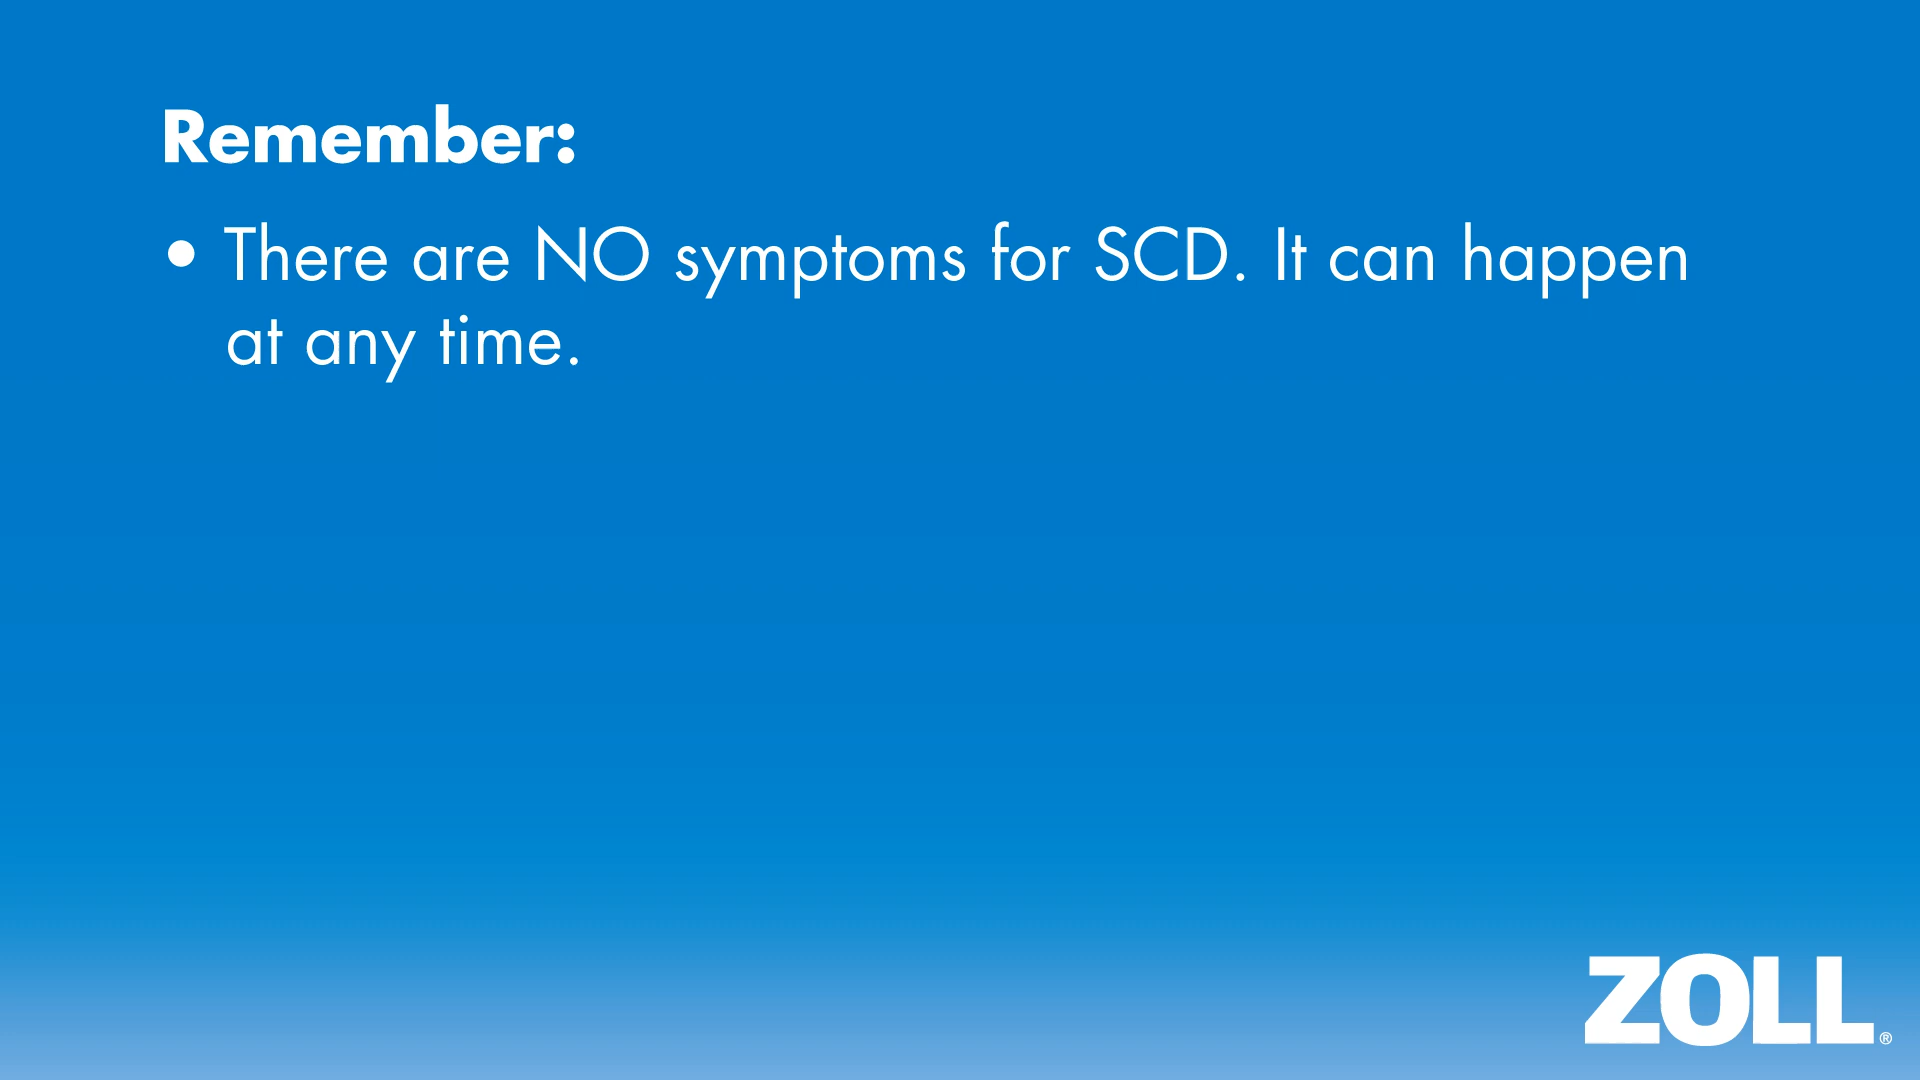 Remember:
• There are NO symptoms for SCD. It can happen
at any time.
ZOLL®